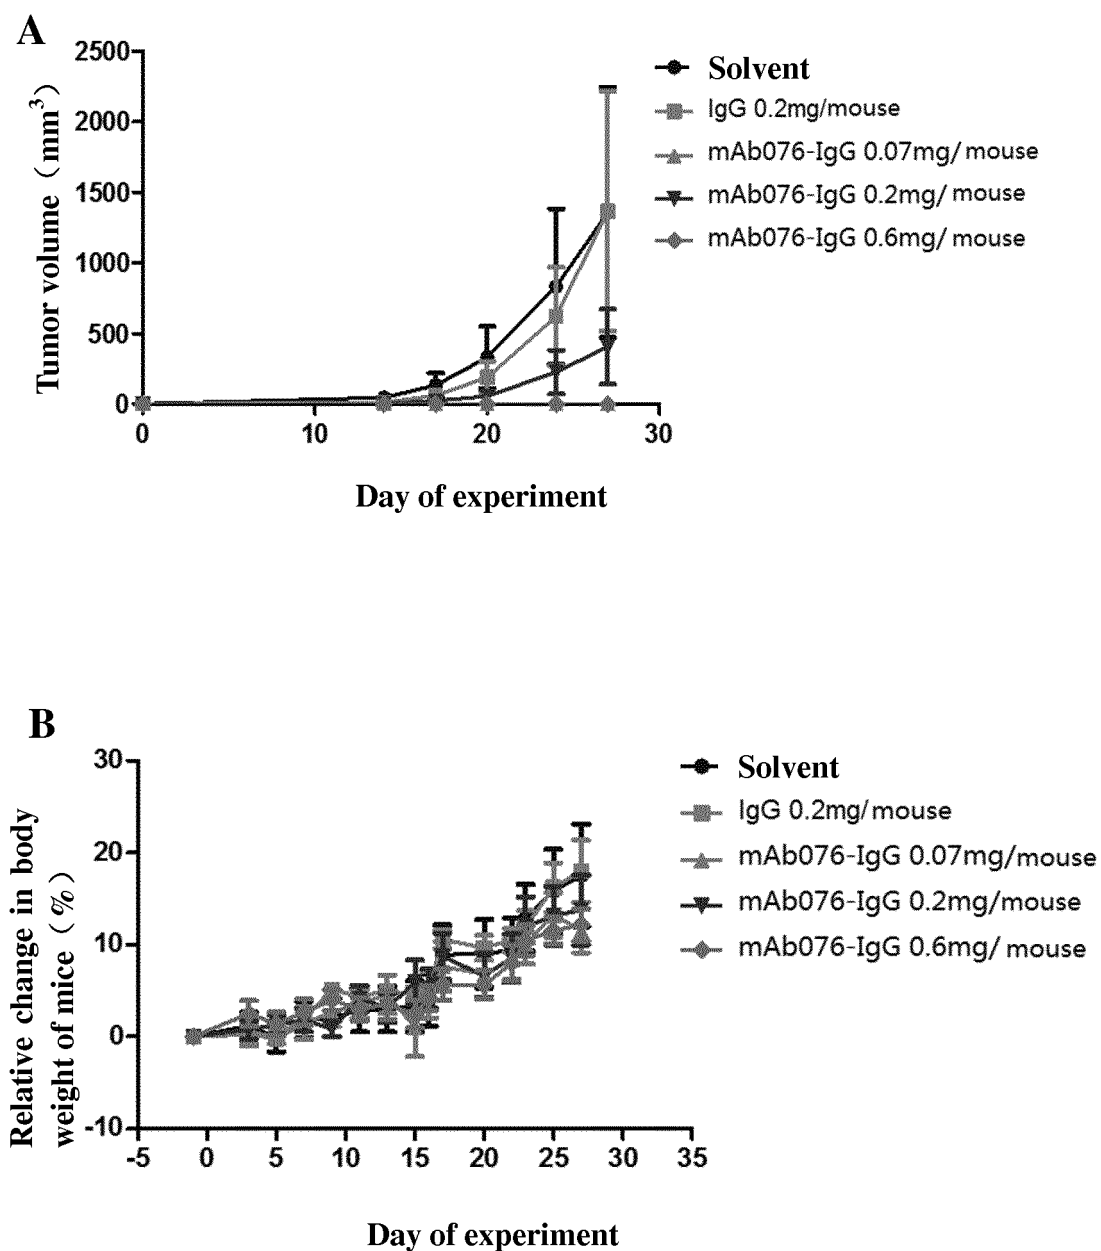 A
Tumor volume（mm³）
2500
2000
1500
1000
500
0
0 10 20 30
Day of experiment
Solvent
IgG 0.2mg/mouse
mAb076-IgG 0.07mg/ mouse
mAb076-IgG 0.2mg/ mouse
mAb076-IgG 0.6mg/ mouse
B
Relative change in body
weight of mice（%）
30
20
10
0
-10
-5 0 5 10 15 20 25 30 35
Day of experiment
Solvent
IgG 0.2mg/mouse
mAb076-IgG 0.07mg/mouse
mAb076-IgG 0.2mg/mouse
mAb076-IgG 0.6mg/ mouse